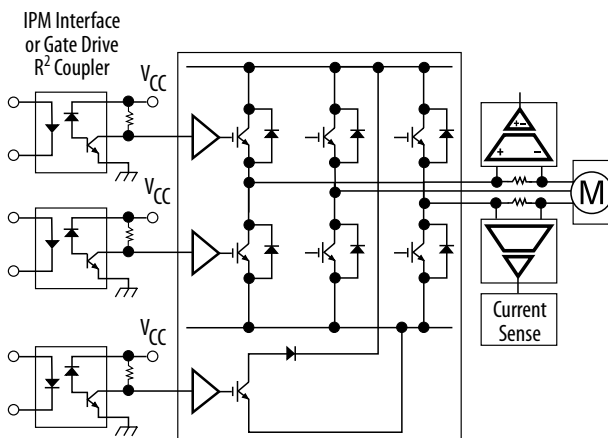 IPM Interface
or Gate Drive
R² Coupler
VCC
VCC
VCC
+−
+ −
M
Current
Sense